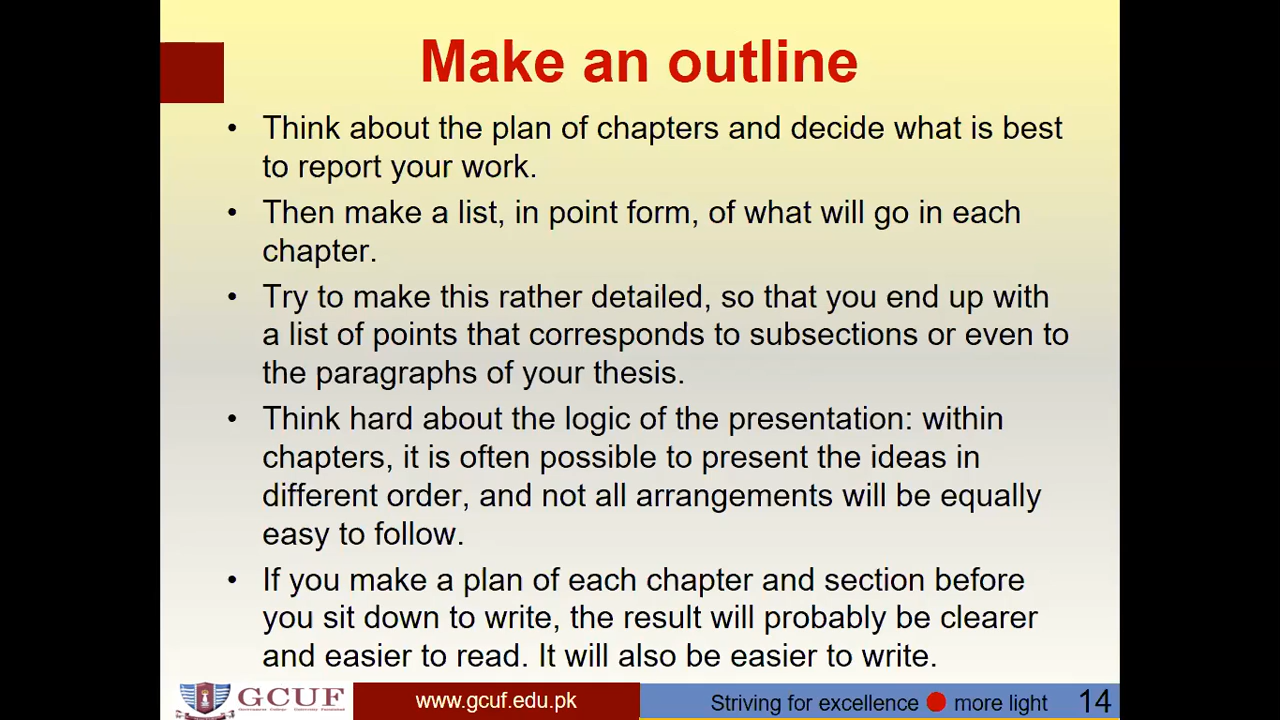 Make an outline
• Think about the plan of chapters and decide what is best
to report your work.
• Then make a list, in point form, of what will go in each
chapter.
• Try to make this rather detailed, so that you end up with
a list of points that corresponds to subsections or even to
the paragraphs of your thesis.
• Think hard about the logic of the presentation: within
chapters, it is often possible to present the ideas in
different order, and not all arrangements will be equally
easy to follow.
• If you make a plan of each chapter and section before
you sit down to write, the result will probably be clearer
and easier to read. It will also be easier to write.
GCUF
www.gcuf.edu.pk
Striving for excellence more light
14